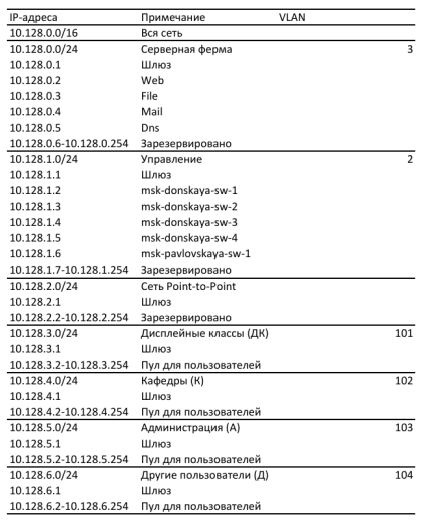 IP-адреса Примечание VLAN
10.128.0.0/16 Вся сеть
10.128.0.0/24 Серверная ферма 3
10.128.0.1 Шлюз
10.128.0.2 Web
10.128.0.3 File
10.128.0.4 Mail
10.128.0.5 Dns
10.128.0.6-10.128.0.254 Зарезервировано
10.128.1.0/24 Управление 2
10.128.1.1 Шлюз
10.128.1.2 msk-donskaya-sw-1
10.128.1.3 msk-donskaya-sw-2
10.128.1.4 msk-donskaya-sw-3
10.128.1.5 msk-donskaya-sw-4
10.128.1.6 msk-pavlovskaya-sw-1
10.128.1.7-10.128.1.254 Зарезервировано
10.128.2.0/24 Сеть Point-to-Point
10.128.2.1 Шлюз
10.128.2.2-10.128.2.254 Зарезервировано
10.128.3.0/24 Дисплейные классы (ДК) 101
10.128.3.1 Шлюз
10.128.3.2-10.128.3.254 Пул для пользователей
10.128.4.0/24 Кафедры (К) 102
10.128.4.1 Шлюз
10.128.4.2-10.128.4.254 Пул для пользователей
10.128.5.0/24 Администрация (А) 103
10.128.5.1 Шлюз
10.128.5.2-10.128.5.254 Пул для пользователей
10.128.6.0/24 Другие пользователи (Д) 104
10.128.6.1 Шлюз
10.128.6.2-10.128.6.254 Пул для пользователей